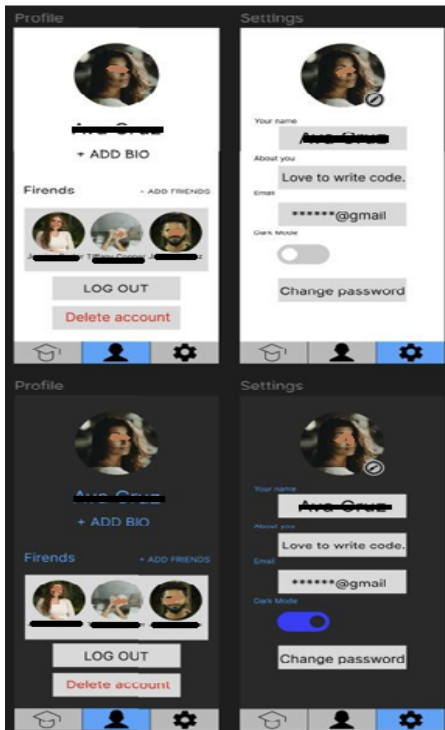 Profile
+ ADD BIO
Firends
+ ADD FRIENDS
LOG OUT
Delete account
Settings
Your name
About you
Love to write code.
Email
******@gmail
Dark Mode
Change password
Profile
+ ADD BIO
Firends
+ ADD FRIENDS
LOG OUT
Delete account
Settings
Your name
About you
Love to write code.
Email
******@gmail
Dark Mode
Change password